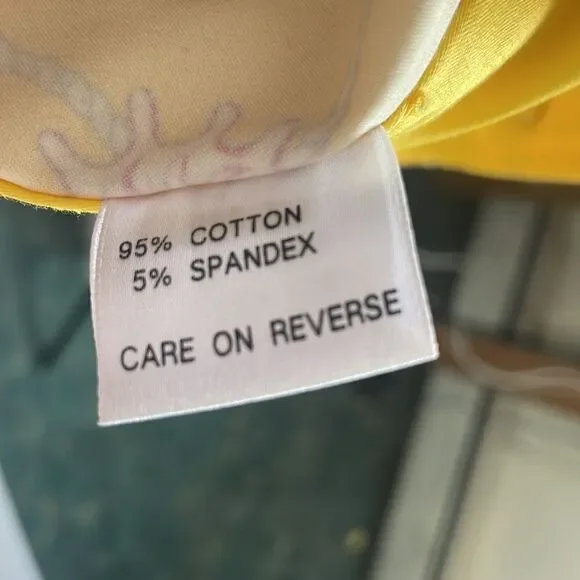 95% COTTON
5% SPANDEX
CARE ON REVERSE